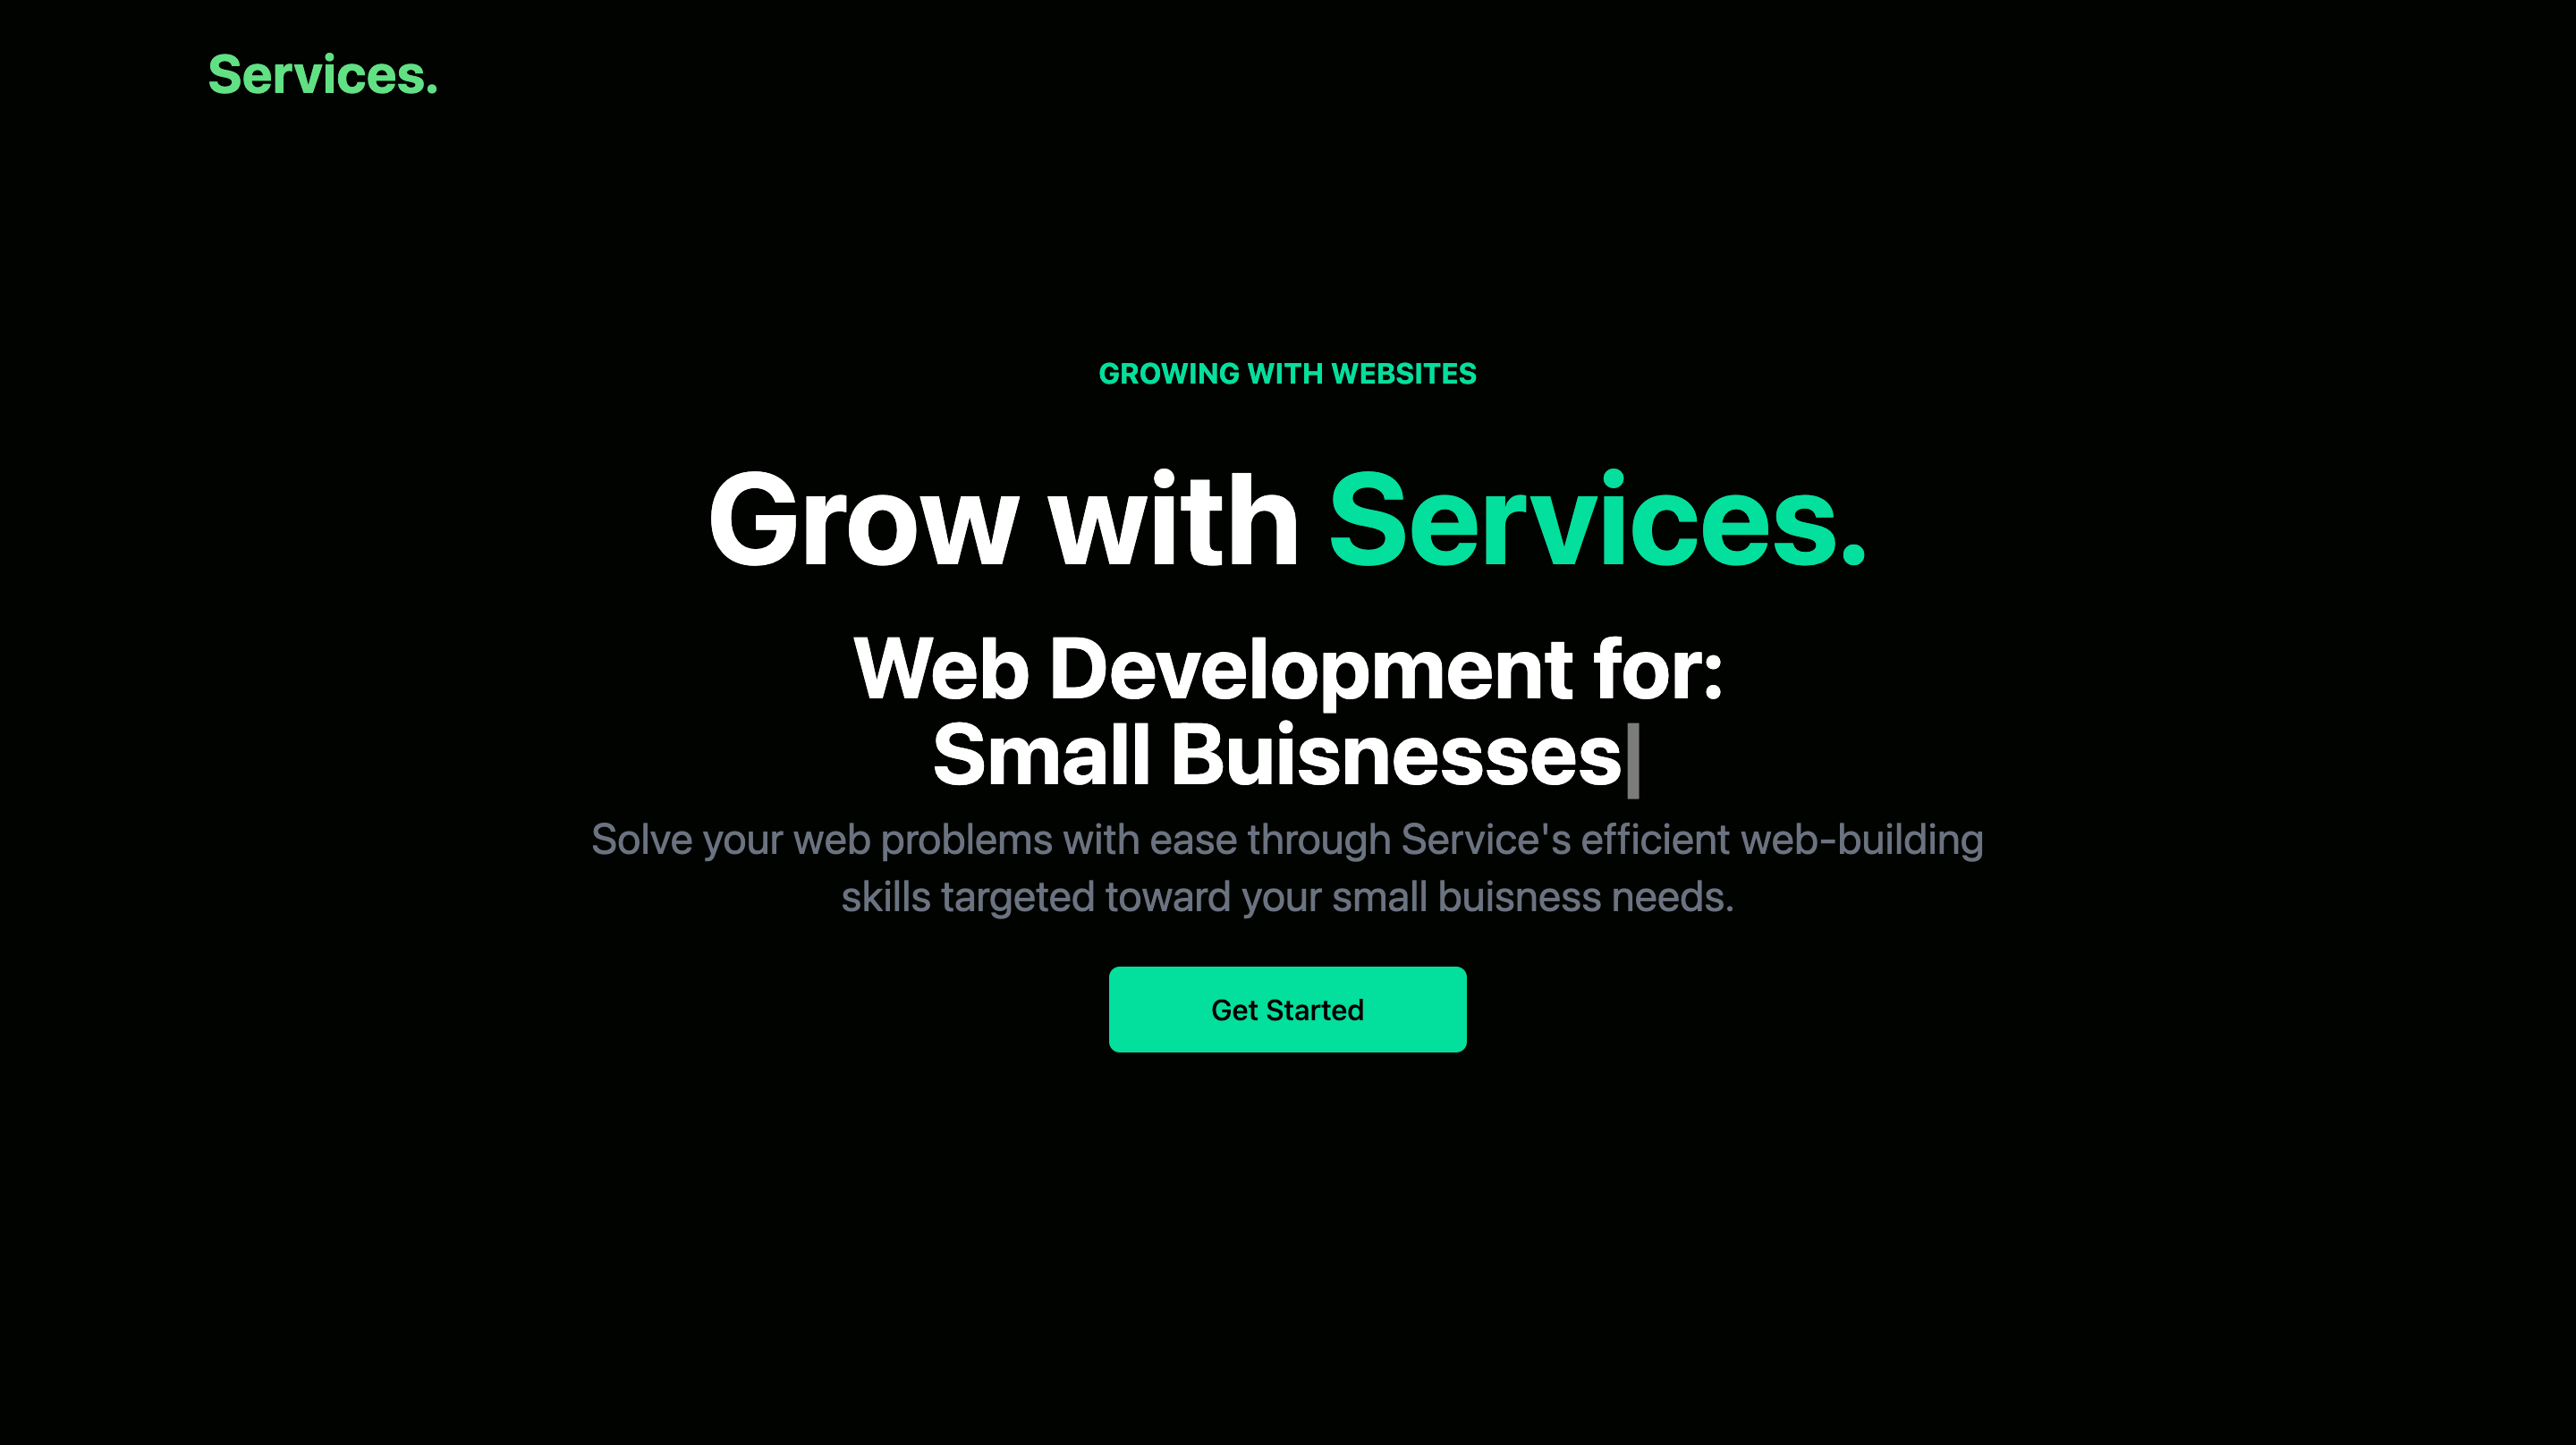 Services.
GROWING WITH WEBSITES
Grow with Services.
Web Development for:
Small Buisnesses
Solve your web problems with ease through Service's efficient web-building
skills targeted toward your small buisness needs.
Get Started